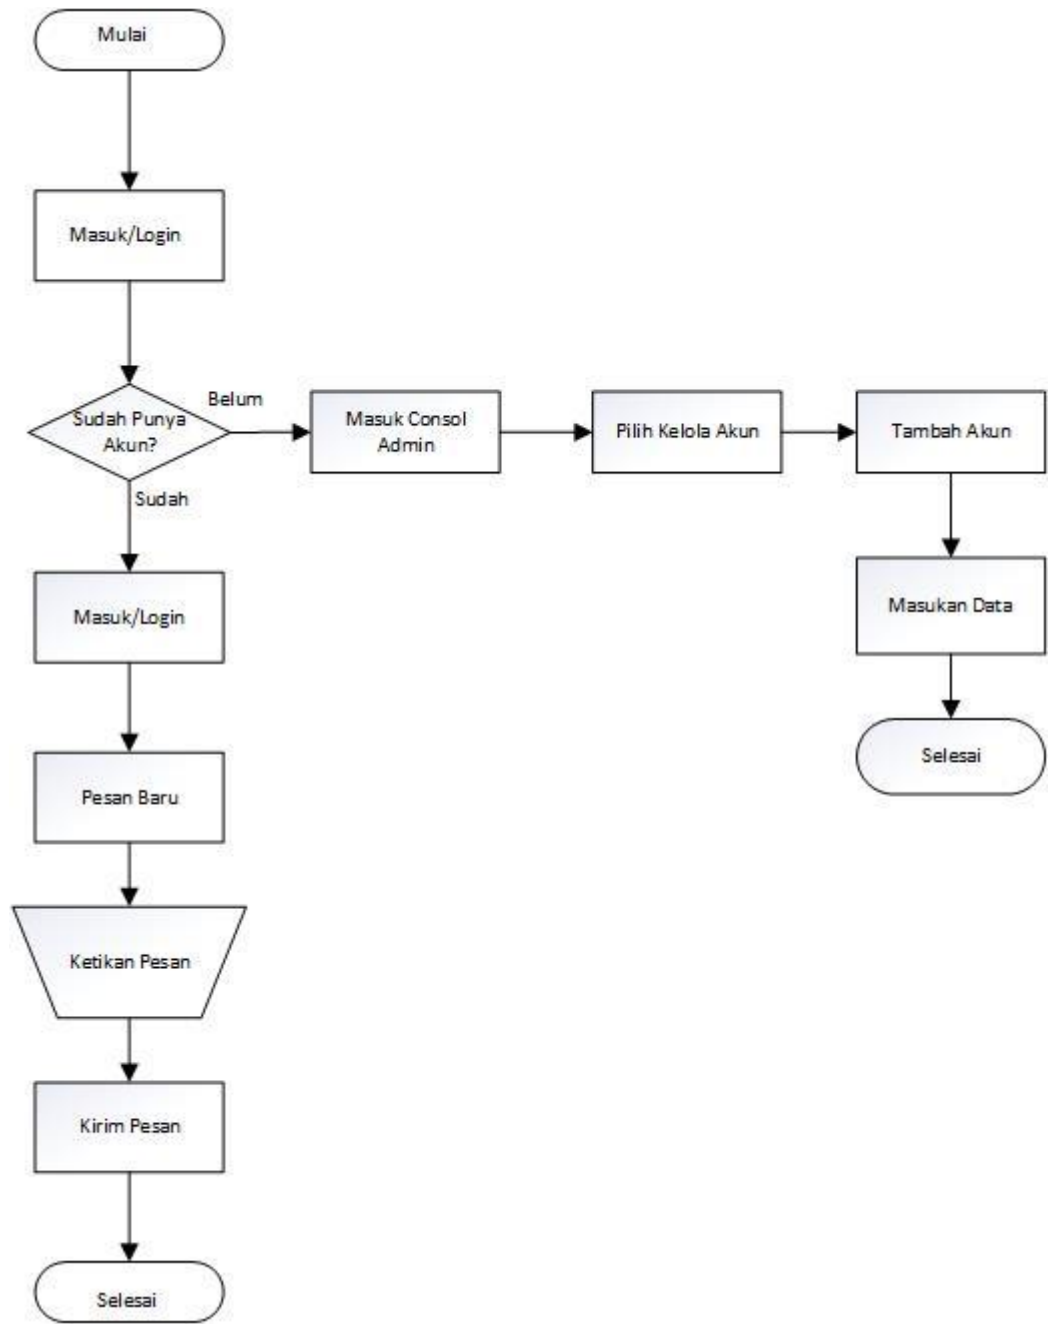 Mulai
Masuk/Login
Sudah Punya
Akun?
Belum
Masuk Consol
Admin
Pilih Kelola Akun
Tambah Akun
Sudah
Masukan Data
Masuk/Login
Selesai
Pesan Baru
Ketikan Pesan
Kirim Pesan
Selesai